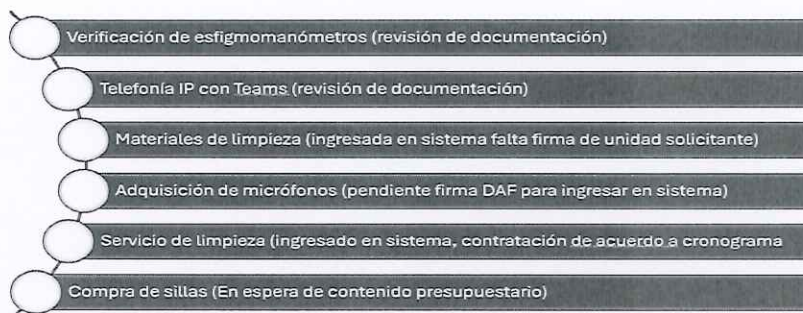 Verificación de esfigmomanómetros (revisión de documentación)
Telefonía IP con Teams (revisión de documentación)
Materiales de limpieza (ingresada en sistema falta firma de unidad solicitante)
Adquisición de micrófonos (pendiente firma DAF para ingresar en sistema)
Servicio de limpieza (ingresado en sistema, contratación de acuerdo a cronograma
Compra de sillas (En espera de contenido presupuestario)